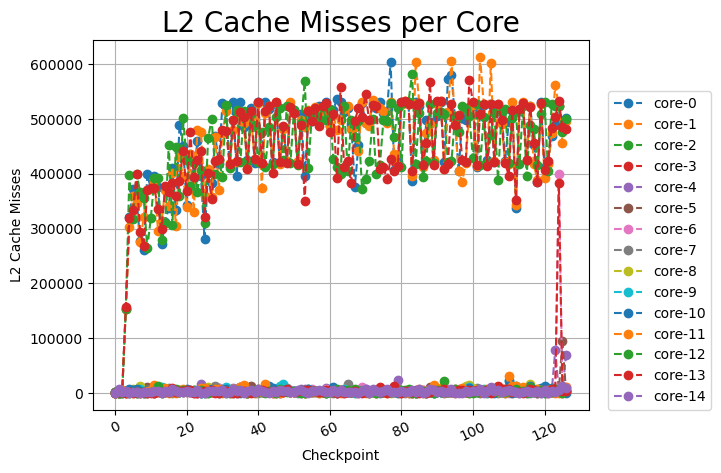 L2 Cache Misses per Core
L2 Cache Misses
600000
500000
400000
300000
200000
100000
0
0
20
40
60
80
100
120
Checkpoint
core-0
core-1
core-2
core-3
core-4
core-5
core-6
core-7
core-8
core-9
core-10
core-11
core-12
core-13
core-14